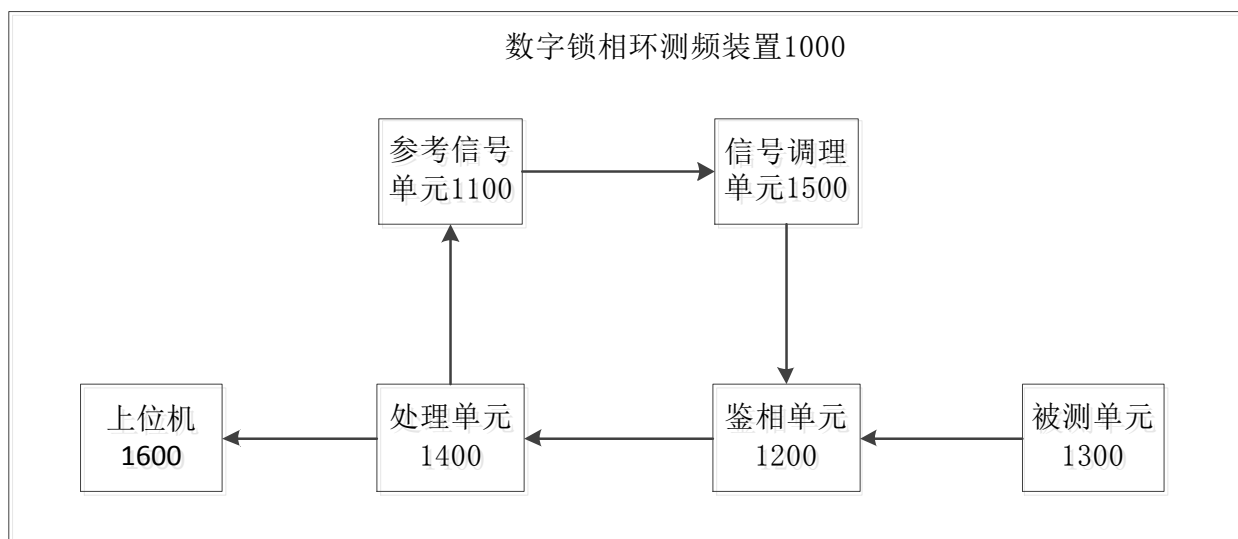 数字锁相环测频装置1000
参考信号
单元1100
信号调理
单元1500
上位机
1600
处理单元
1400
鉴相单元
1200
被测单元
1300